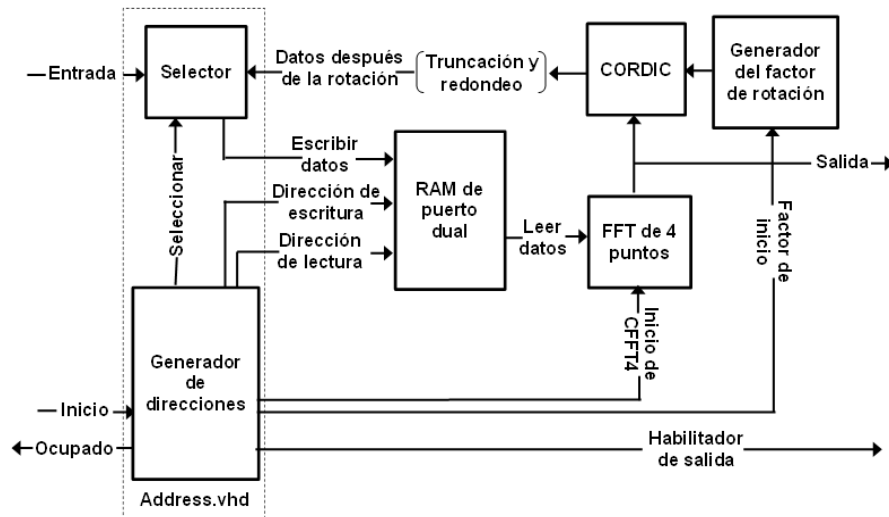 Entrada
Selector
Datos después
de la rotación
Truncación y
redondeo
CORDIC
Generador
del factor
de rotación
Seleccionar
Escribir
datos
Dirección de
escritura
Dirección
de lectura
RAM de
puerto
dual
Leer
datos
FFT de 4
puntos
Salida
Factor de
inicio
Inicio de
CFFT4
Generador
de
direcciones
Inicio
Ocupado
Habilitador
de salida
Address.vhd